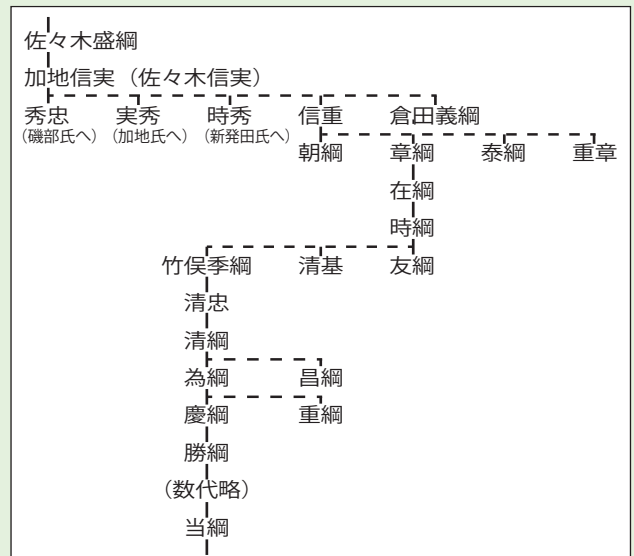 佐々木盛綱
加地信実（佐々木信実）
秀忠 実秀 時秀 信重 倉田義綱
（磯部氏へ）（加地氏へ）（新発田氏へ）
朝綱 章綱 泰綱 重章
在綱
時綱
竹俣季綱 清基 友綱
清忠
清綱
為綱 昌綱
慶綱 重綱
勝綱
（数代略）
当綱